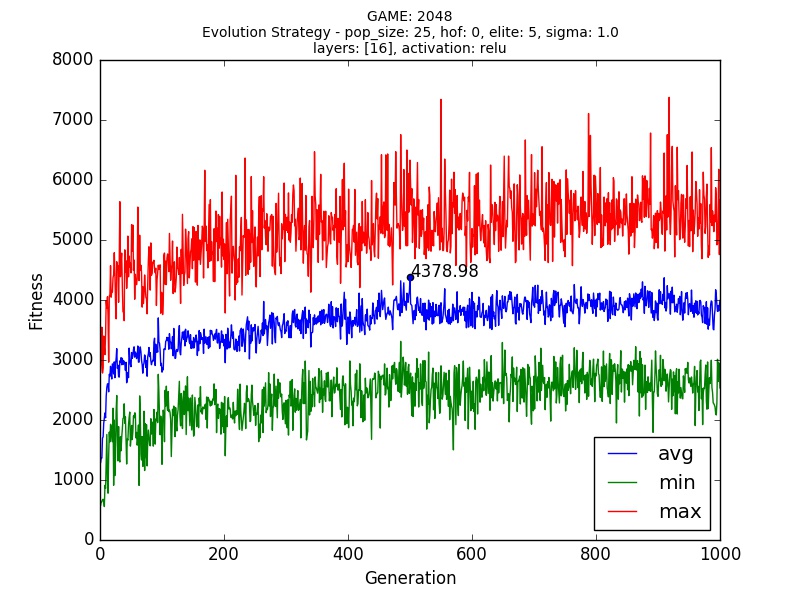 GAME: 2048
Evolution Strategy - pop_size: 25, hof: 0, elite: 5, sigma: 1.0
layers: [16], activation: relu
8000
7000
6000
5000
4000
3000
2000
1000
0
Fitness
4378.98
avg
min
max
0 200 400 600 800 1000
Generation